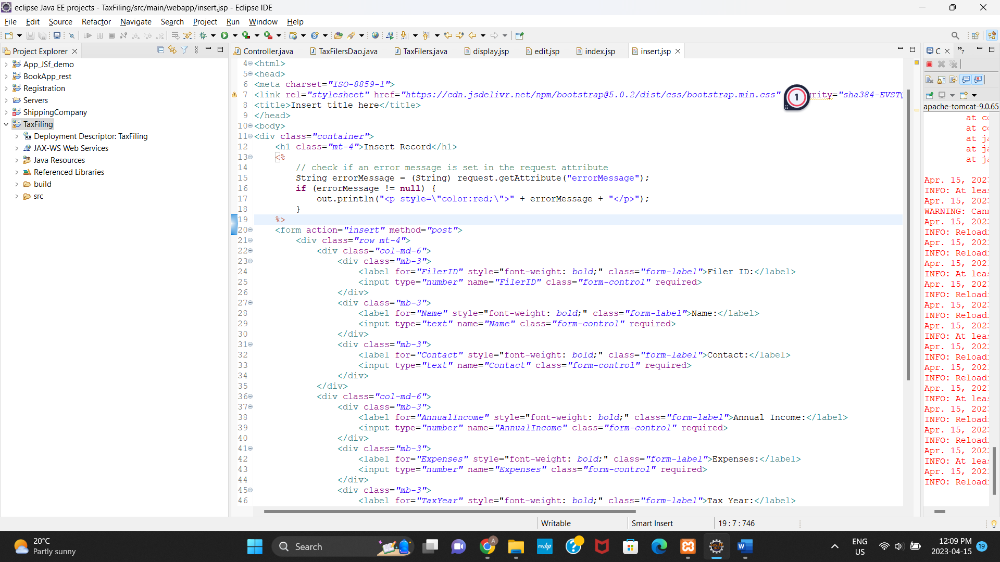 eclipse Java EE projects - TaxFiling/src/main/webapp/insert.jsp - Eclipse IDE
File Edit Source Refactor Navigate Search Project Run Window Help
Project Explorer
App_JSf_demo
BookApp_rest
Registration
Servers
ShippingCompany
TaxFiling
Deployment Descriptor: TaxFiling
JAX-WS Web Services
Java Resources
Referenced Libraries
build
src
Controller.java TaxFilersDao.java TaxFilers.java display.jsp edit.jsp index.jsp insert.jsp
4 <html>
5 <head>
6 <meta charset="ISO-8859-1">
7 <link rel="stylesheet" href="https://cdn.jsdelivr.net/npm/bootstrap@5.0.2/dist/css/bootstrap.min.css" 1 grity="sha384-EVST
8 <title>Insert title here</title>
9 </head>
10 <body>
11 <div class="container">
12 <h1 class="mt-4">Insert Record</h1>
13 <%
14 // check if an error message is set in the request attribute
15 String errorMessage = (String) request.getAttribute("errorMessage");
16 if (errorMessage != null) {
17 out.println("<p style=\"color:red;\">" + errorMessage + "</p>");
18 }
19 %>
20 <form action="insert" method="post">
21 <div class="row mt-4">
22 <div class="col-md-6">
23 <div class="mb-3">
24 <label for="FilerID" style="font-weight: bold;" class="form-label">Filer ID:</label>
25 <input type="number" name="FilerID" class="form-control" required>
26 </div>
27 <div class="mb-3">
28 <label for="Name" style="font-weight: bold;" class="form-label">Name:</label>
29 <input type="text" name="Name" class="form-control" required>
30 </div>
31 <div class="mb-3">
32 <label for="Contact" style="font-weight: bold;" class="form-label">Contact:</label>
33 <input type="text" name="Contact" class="form-control" required>
34 </div>
35 </div>
36 <div class="col-md-6">
37 <div class="mb-3">
38 <label for="AnnualIncome" style="font-weight: bold;" class="form-label">Annual Income:</label>
39 <input type="number" name="AnnualIncome" class="form-control" required>
40 </div>
41 <div class="mb-3">
42 <label for="Expenses" style="font-weight: bold;" class="form-label">Expenses:</label>
43 <input type="number" name="Expenses" class="form-control" required>
44 </div>
45 <div class="mb-3">
46 <label for="TaxYear" style="font-weight: bold;" class="form-label">Tax Year:</label>
C 7
apache-tomcat-9.0.65
at co
at co
at ja
at ja
at ja
Apr. 15, 202
INFO: At leas
Apr. 15, 202
WARNING: Cann
Apr. 15, 202
INFO: Reload
Apr. 15, 202
INFO: Reload
Apr. 15, 202
INFO: At leas
Apr. 15, 202
INFO: Reload
Apr. 15, 202
INFO: Reload
Apr. 15, 202
INFO: At leas
Apr. 15, 202
INFO: Reload
Apr. 15, 202
INFO: Reload
Apr. 15, 202
INFO: At leas
Apr. 15, 202
INFO: Reload
Apr. 15, 202
INFO: Reload
Apr. 15, 202
INFO: At leas
Apr. 15, 202
INFO: Reload
Writable Smart Insert 19 : 7 : 746
20°C
Partly sunny
Search
myhp
ENG
US
12:09 PM
2023-04-15
19